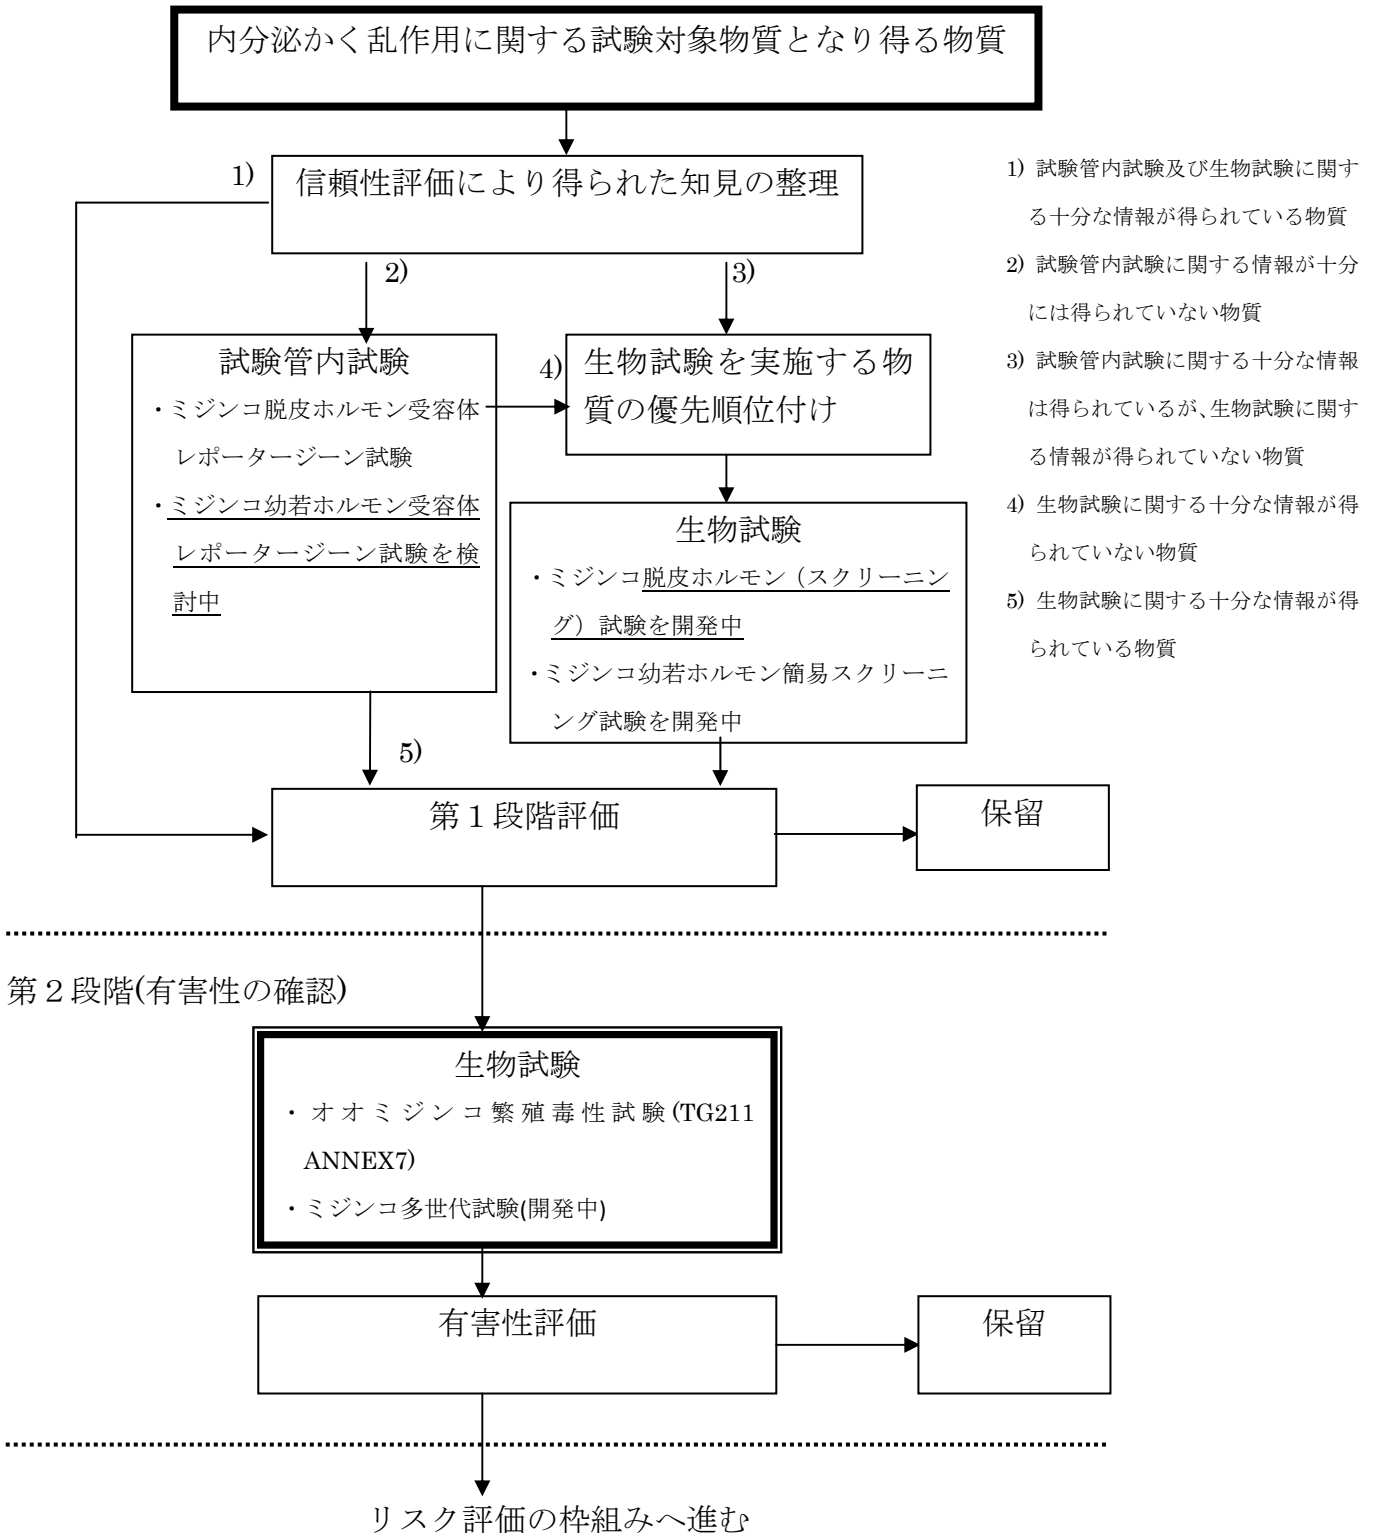 内分泌かく乱作用に関する試験対象物質となり得る物質
1)
信頼性評価により得られた知見の整理
2)
3)
試験管内試験
・ミジンコ脱皮ホルモン受容体
レポータージーン試験
・ミジンコ幼若ホルモン受容体
レポータージーン試験を検
討中
4)
生物試験を実施する物
質の優先順位付け
生物試験
・ミジンコ脱皮ホルモン（スクリーニン
グ）試験を開発中
・ミジンコ幼若ホルモン簡易スクリーニ
ング試験を開発中
5)
第１段階評価
保留
1) 試験管内試験及び生物試験に関す
る十分な情報が得られている物質
2) 試験管内試験に関する情報が十分
には得られていない物質
3) 試験管内試験に関する十分な情報
は得られているが、生物試験に関す
る情報が得られていない物質
4) 生物試験に関する十分な情報が得
られていない物質
5) 生物試験に関する十分な情報が得
られている物質
第２段階(有害性の確認)
生物試験
・オオミジンコ繁殖毒性試験(TG211
ANNEX7)
・ミジンコ多世代試験(開発中)
有害性評価
保留
リスク評価の枠組みへ進む